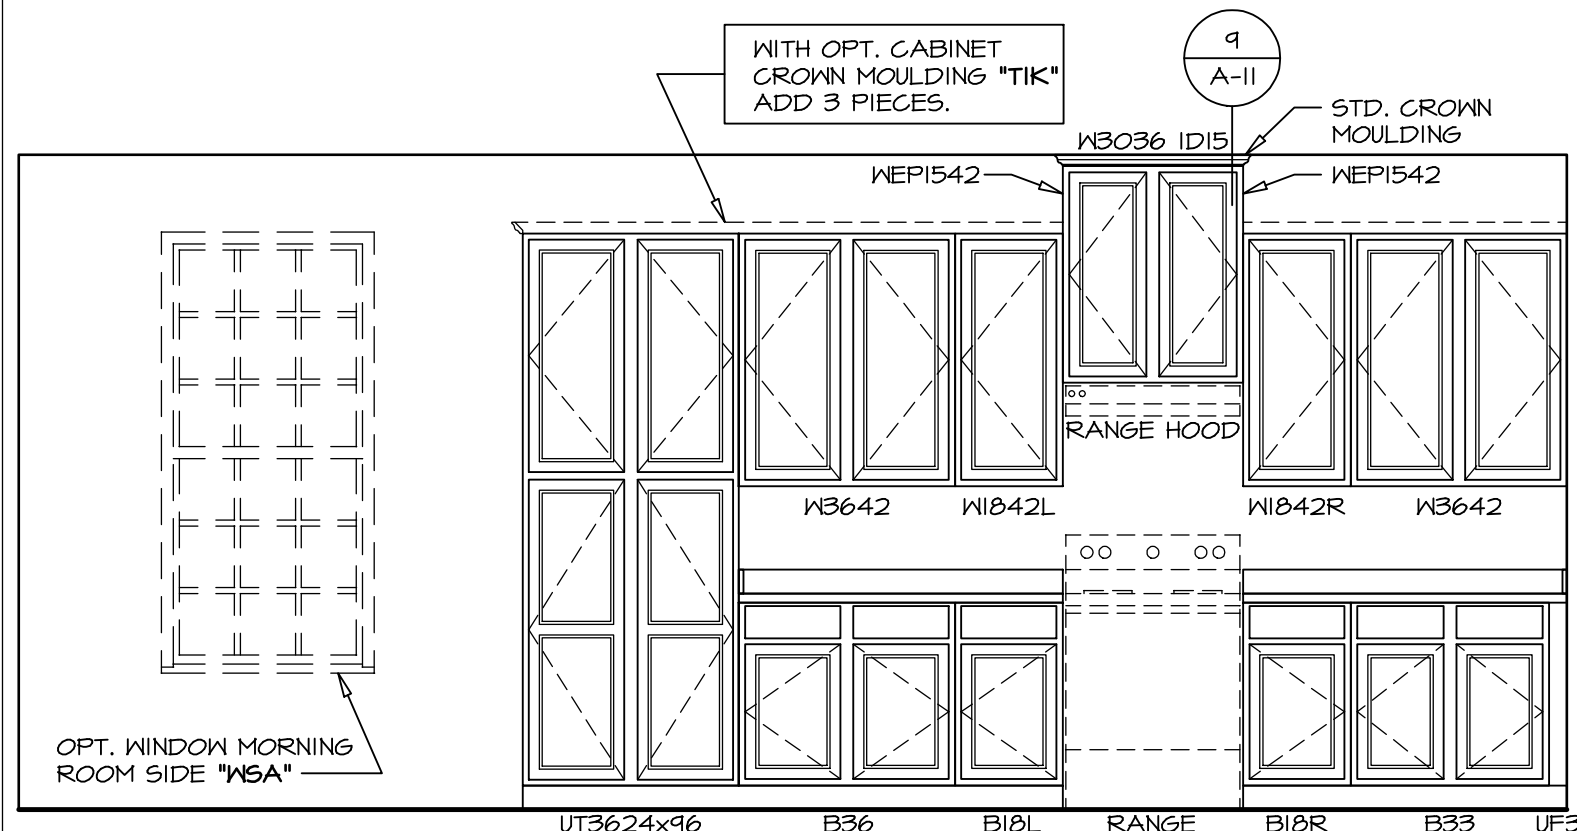 WITH OPT. CABINET
CROWN MOULDING "TIK"
ADD 3 PIECES.
9
A-11
STD. CROWN
MOULDING
W3036 1D15
WEP1542
WEP1542
RANGE HOOD
W3642
W1842L
W1842R
W3642
OPT. WINDOW MORNING
ROOM SIDE "WSA"
UT3624x96
B36
B18L
RANGE
B18R
B33
UF3